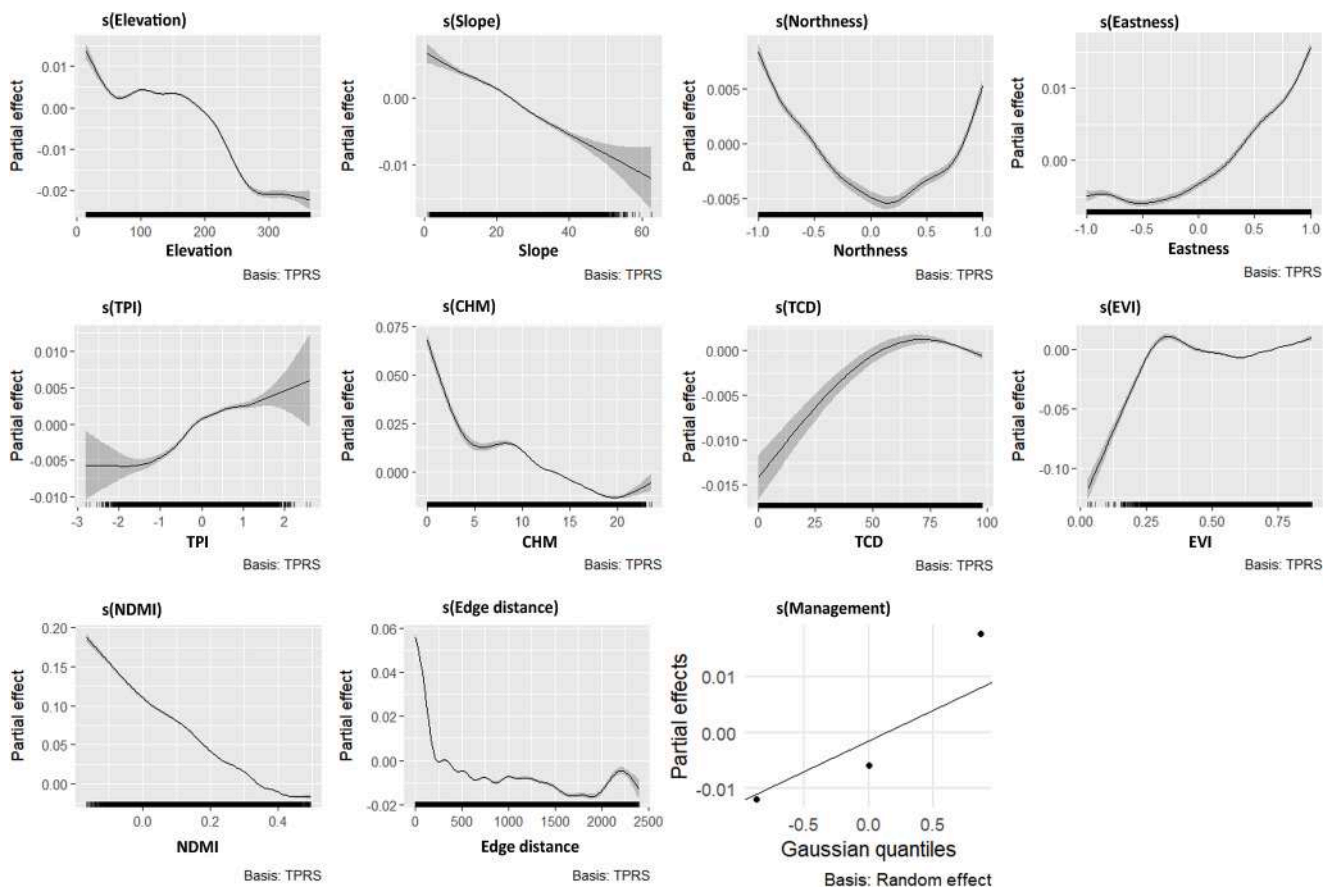 s(Elevation)
Partial effect
0.01
0.00
-0.01
-0.02
0
100
200
300
Elevation
Basis: TPRS
s(Slope)
Partial effect
0.00
-0.01
0
20
40
60
Slope
Basis: TPRS
s(Northness)
Partial effect
0.005
0.000
-0.005
-1.0
-0.5
0.0
0.5
1.0
Northness
Basis: TPRS
s(Eastness)
Partial effect
0.01
0.00
-1.0
-0.5
0.0
0.5
1.0
Eastness
Basis: TPRS
s(TPI)
Partial effect
0.010
0.005
0.000
-0.005
-0.010
-3
-2
-1
0
1
2
TPI
Basis: TPRS
s(CHM)
Partial effect
0.075
0.050
0.025
0.000
0
5
10
15
20
CHM
Basis: TPRS
s(TCD)
Partial effect
0.000
-0.005
-0.010
-0.015
0
25
50
75
100
TCD
Basis: TPRS
s(EVI)
Partial effect
0.00
-0.05
-0.10
0.00
0.25
0.50
0.75
EVI
Basis: TPRS
s(NDMI)
Partial effect
0.20
0.15
0.10
0.05
0.00
0.0
0.2
0.4
NDMI
Basis: TPRS
s(Edge distance)
Partial effect
0.06
0.04
0.02
0.00
-0.02
0
500
1000
1500
2000
2500
Edge distance
Basis: TPRS
s(Management)
Partial effects
0.01
0.00
-0.01
-0.5
0.0
0.5
Gaussian quantiles
Basis: Random effect